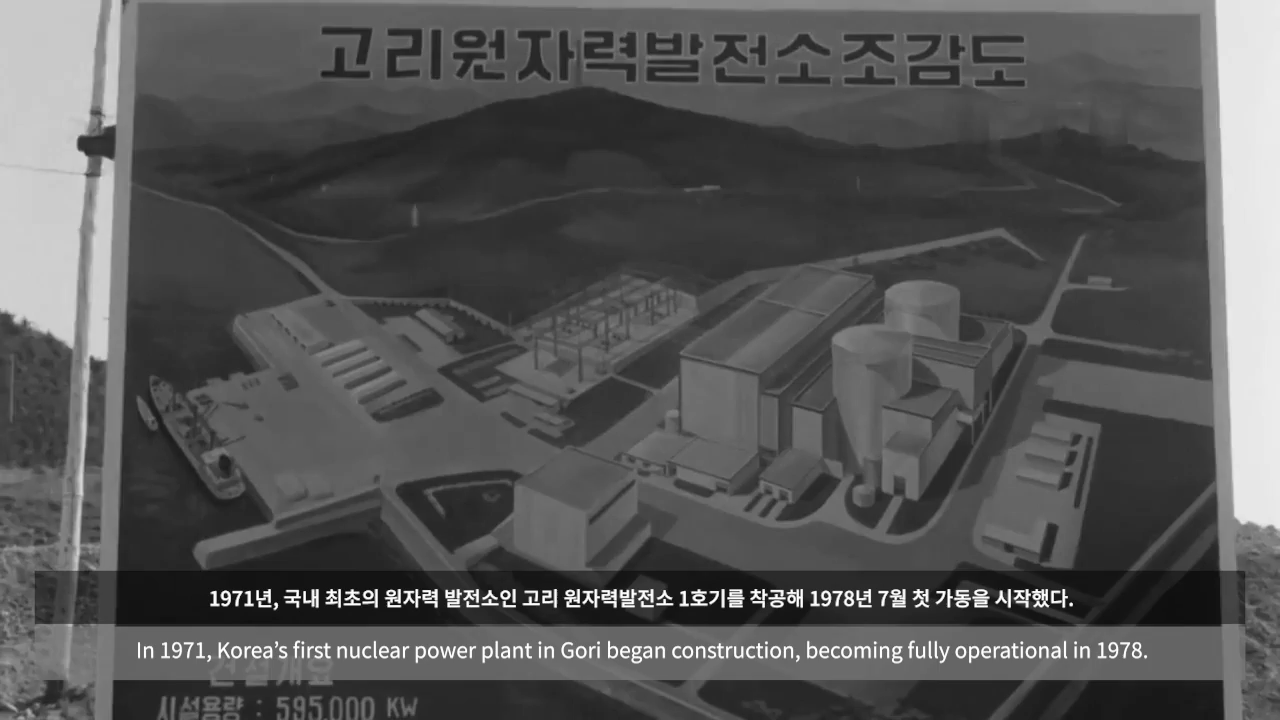 고리원자력발전소조감도
1971년, 국내 최초의 원자력 발전소인 고리 원자력발전소 1호기를 착공해 1978년 7월 첫 가동을 시작했다.
In 1971, Korea’s first nuclear power plant in Gori began construction, becoming fully operational in 1978.
건설개요
시설용량 : 595,000 KW